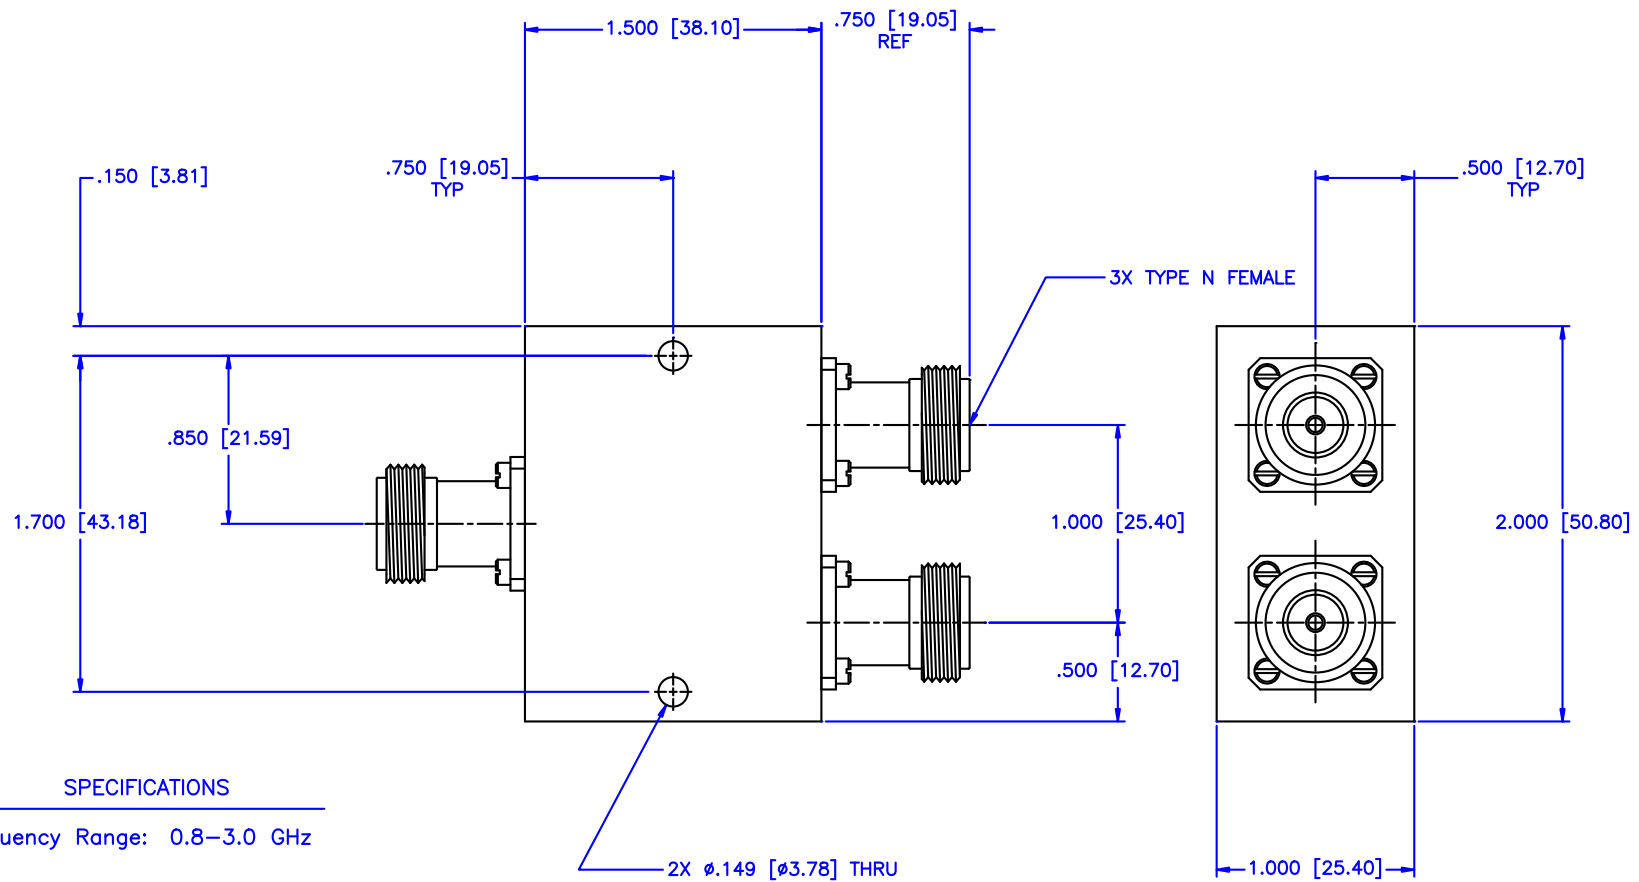 1.500 [38.10]
.750 [19.05]
REF
.150 [3.81]
.750 [19.05]
TYP
.500 [12.70]
TYP
3X TYPE N FEMALE
.850 [21.59]
1.700 [43.18]
1.000 [25.40]
2.000 [50.80]
.500 [12.70]
SPECIFICATIONS
uency Range: 0.8-3.0 GHz
2X ø.149 [ø3.78] THRU
1.000 [25.40]